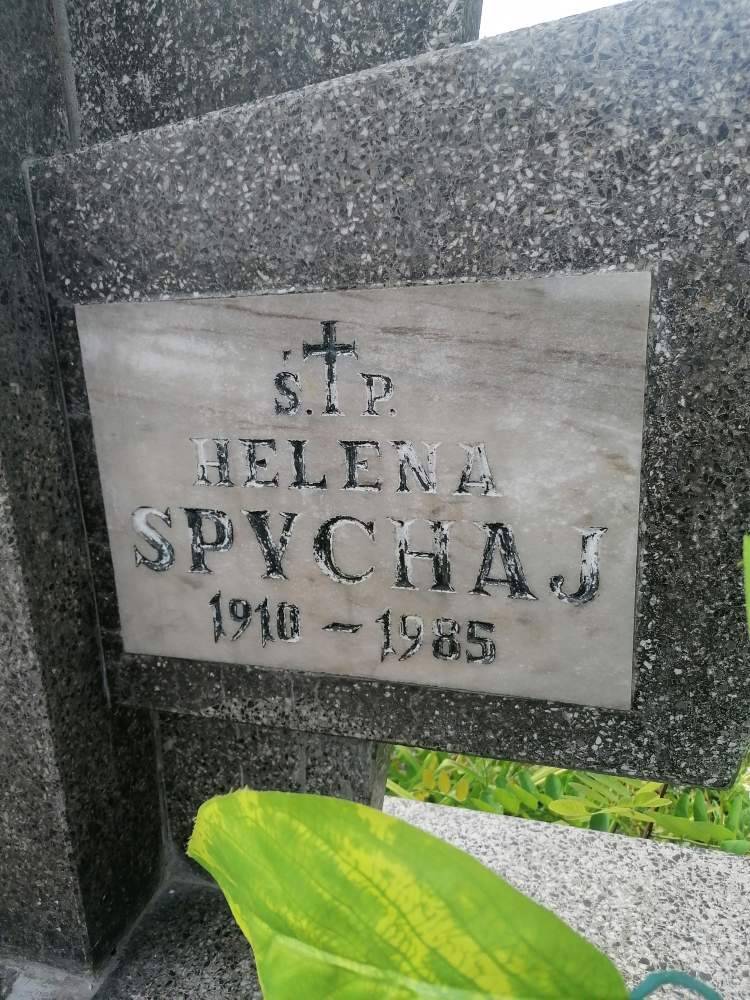 Ś.†P.
HELENA
SPYCHAJ
1910 – 1985